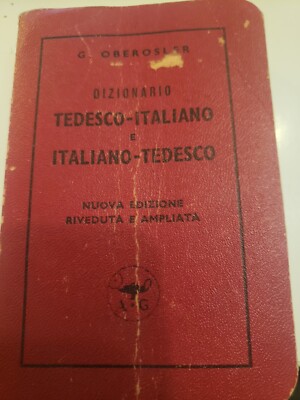 G. OBEROSLER
DIZIONARIO
TEDESCO-ITALIANO
E
ITALIANO-TEDESCO
NUOVA EDIZIONE
RIVEDUTA E AMPLIATA